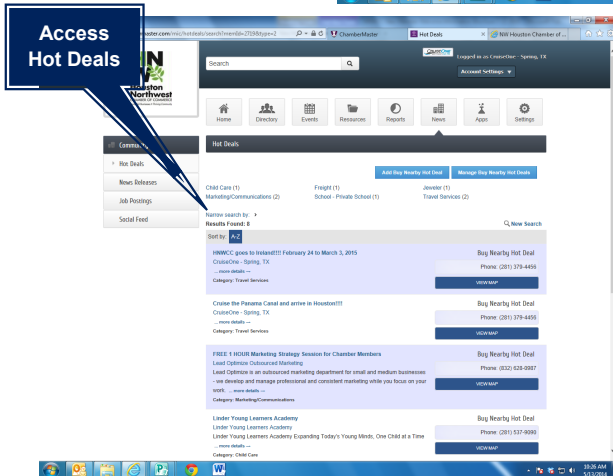 Access
Hot Deals
master.com/mic/hotdeals/search?memId=2719&type=2
ChamberMaster
Hot Deals
NW Houston Chamber of ...
Houston
Northwest
CHAMBER OF COMMERCE
Search
CruiseOne
Logged in as CruiseOne - Spring, TX
Account Settings
Home
Directory
Events
Resources
Reports
News
Apps
Settings
Community
Hot Deals
News Releases
Job Postings
Social Feed
Hot Deals
Add Buy Nearby Hot Deal
Manage Buy Nearby Hot Deals
Child Care (1) Freight (1) Jeweler (1)
Marketing/Communications (2) School - Private School (1) Travel Services (2)
Narrow search by:
Results Found: 8
New Search
Sort by: A-Z
HNWCC goes to Ireland!!!! February 24 to March 3, 2015
Buy Nearby Hot Deal
CruiseOne - Spring, TX
Phone: (281) 379-4456
... more details —
Category: Travel Services
VIEW MAP
Cruise the Panama Canal and arrive in Houston!!!!
Buy Nearby Hot Deal
CruiseOne - Spring, TX
Phone: (281) 379-4456
... more details —
Category: Travel Services
VIEW MAP
FREE 1 HOUR Marketing Strategy Session for Chamber Members
Buy Nearby Hot Deal
Lead Optimize Outsourced Marketing
Phone: (832) 628-0987
Lead Optimize is an outsourced marketing department for small and medium businesses
- we develop and manage professional and consistent marketing while you focus on your
work. ... more details —
VIEW MAP
Category: Marketing/Communications
Linder Young Learners Academy
Buy Nearby Hot Deal
Linder Young Learners Academy
Phone: (281) 537-9090
Linder Young Learners Academy Expanding Today's Young Minds, One Child at a Time
... more details —
VIEW MAP
Category: Child Care
10:26 AM
5/13/2014